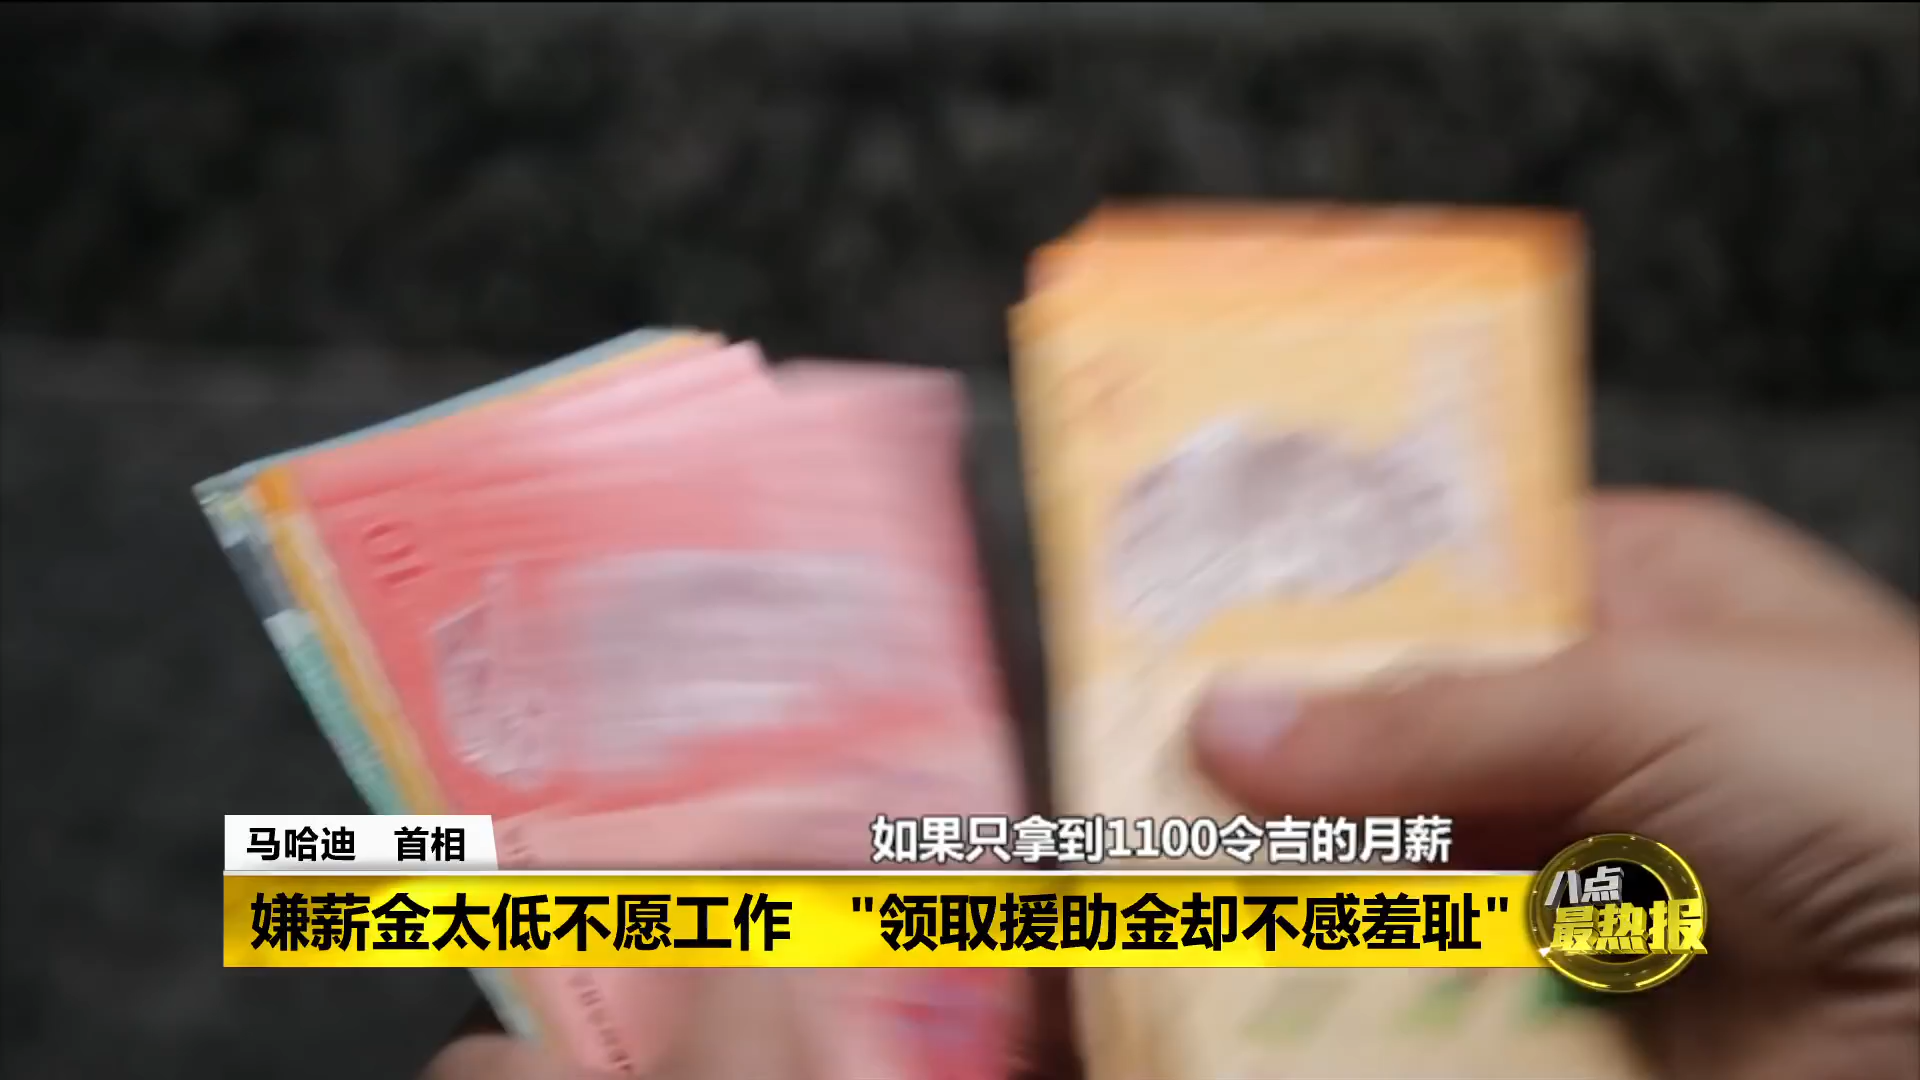 10
如果只拿到1100令吉的月薪
马哈迪 首相
嫌薪金太低不愿工作 "领取援助金却不感羞耻"
八点
最热报